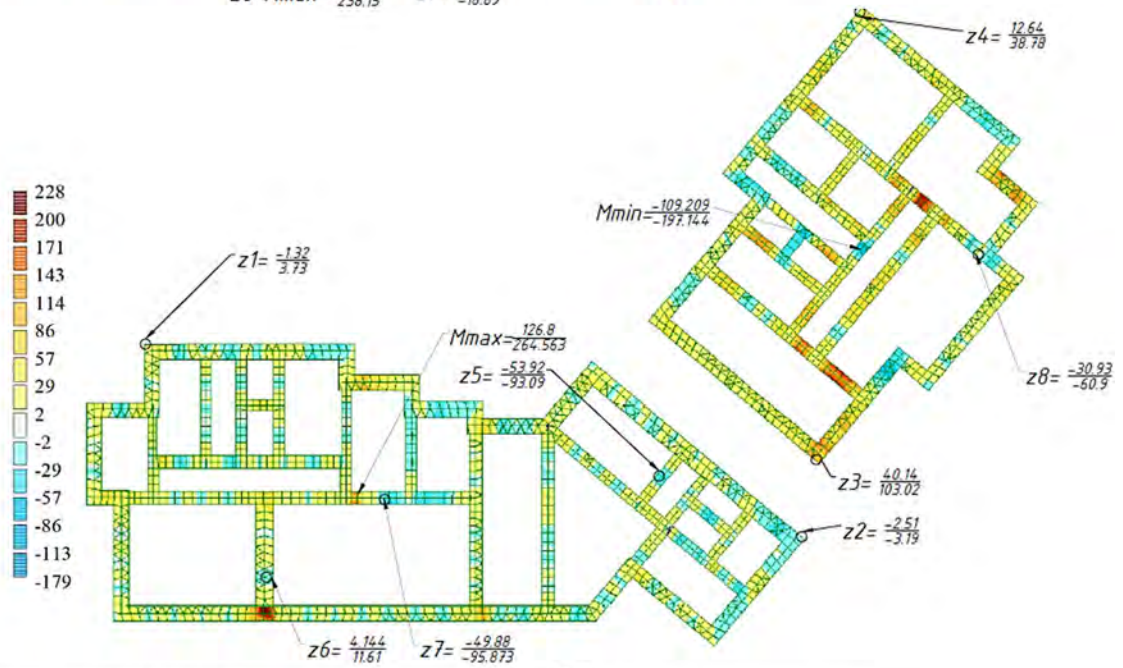 z4= 12.64
38.78
228
200
171
143
114
86
57
29
2
-2
-29
-57
-86
-113
-179
Mmin= -109.209
-197.144
z1= -1.32
3.73
Mmax= 126.8
264.563
z5= -53.92
-93.09
z8= -30.93
-60.9
z3= 40.14
103.02
z2= -2.51
-3.19
z6= 4.144
11.61
z7= -49.88
-95.873